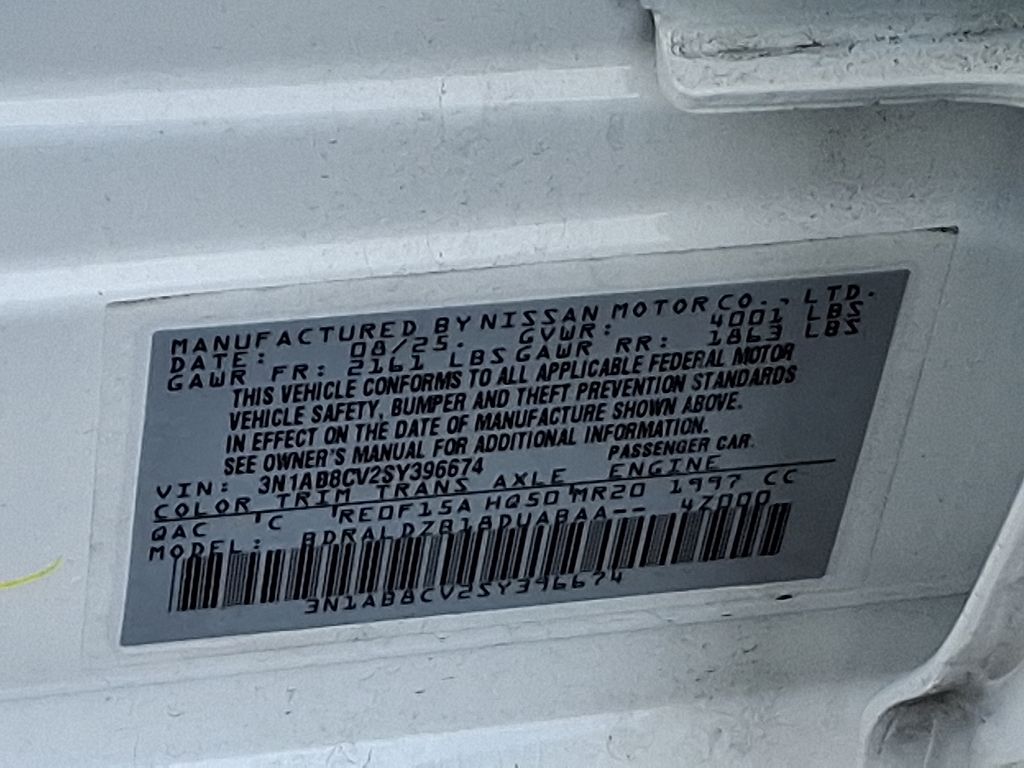 MANUFACTURED BY NISSAN MOTOR CO., LTD.
DATE: 08/25. GVWR: 4001 LBS
GAWR FR: 2161 LBS GAWR RR: 1863 LBS
THIS VEHICLE CONFORMS TO ALL APPLICABLE FEDERAL MOTOR
VEHICLE SAFETY, BUMPER AND THEFT PREVENTION STANDARDS
IN EFFECT ON THE DATE OF MANUFACTURE SHOWN ABOVE.
SEE OWNER'S MANUAL FOR ADDITIONAL INFORMATION.
VIN: 3N1AB8CV2SY396674 PASSENGER CAR.
COLOR TRIM TRANS AXLE ENGINE
QAC C RE0F15A HQ50 MR20 1997 CC
MODEL: BDRALDZB18DUABAA-- 4Z000
3N1AB8CV2SY396674